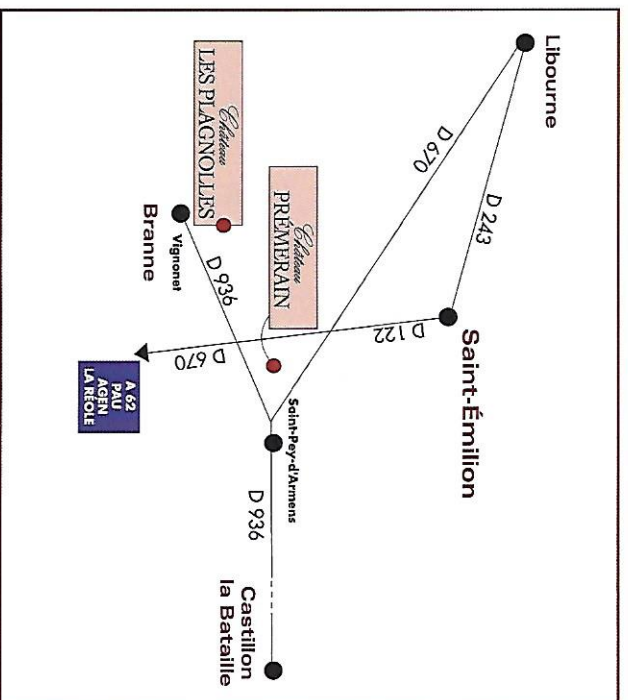 Libourne
D 670
D 243
Saint-Émilion
D 122
Château
LES PLAGNOLLES
Château
PRÉMERAIN
Vignonet
Branne
D 936
D 670
A 62
PAU
AGEN
LA RÉOLE
Saint-Pey-d'Armens
D 936
Castillon
la Bataille